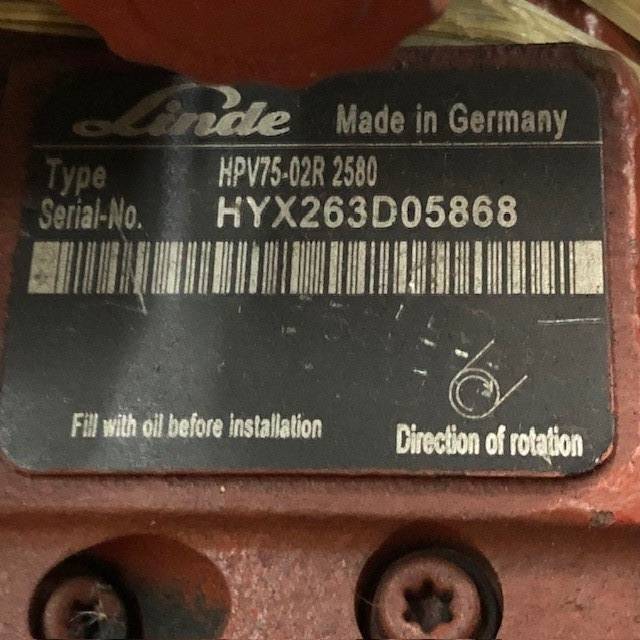 Linde Made in Germany
Type HPV75-02R 2580
Serial-No. HYX263D05868
Fill with oil before installation
Direction of rotation